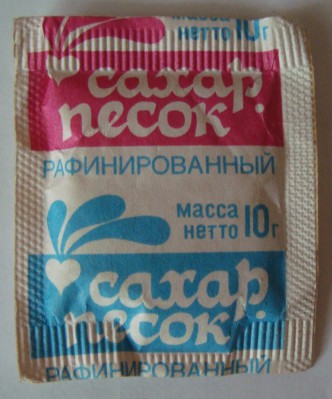 масса
нетто 10г
сахар
песок
РАФИНИРОВАННЫЙ
масса
нетто 10г
сахар
песок
РАФИНИРОВАННЫЙ